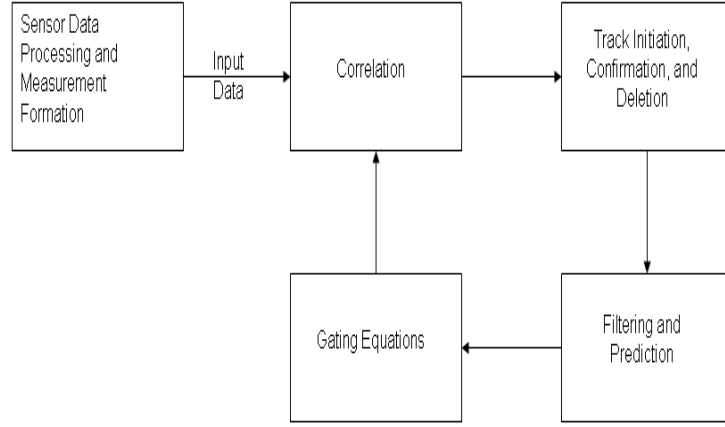 Sensor Data
Processing and
Measurement
Formation
Input
Data
Correlation
Track Initiation,
Confirmation, and
Deletion
Gating Equations
Filtering and
Prediction